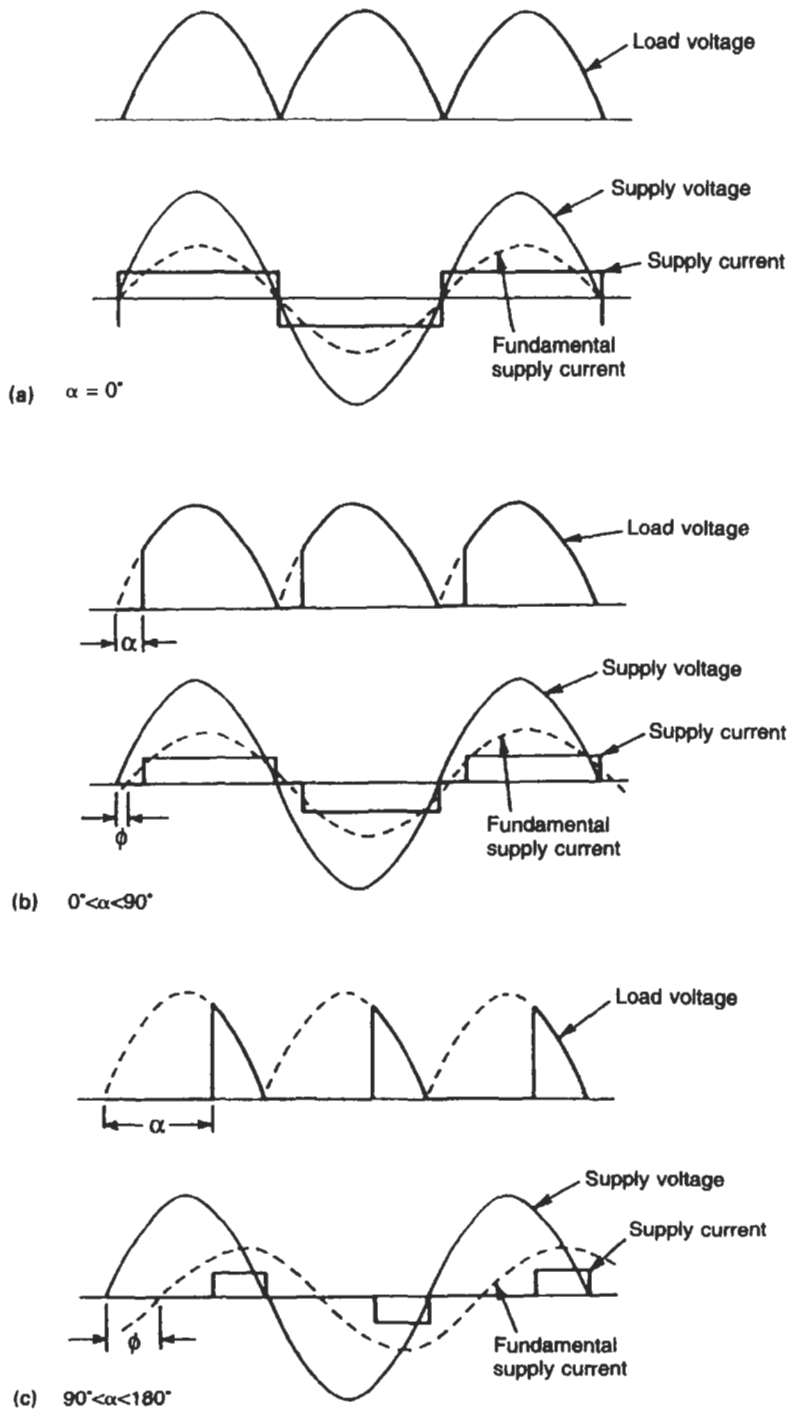 Load voltage
Supply voltage
Supply current
Fundamental
supply current
(a) α = 0°
Load voltage
α
Supply voltage
Supply current
ϕ
Fundamental
supply current
(b) 0°<α<90°
Load voltage
α
Supply voltage
Supply current
ϕ
Fundamental
supply current
(c) 90°<α<180°